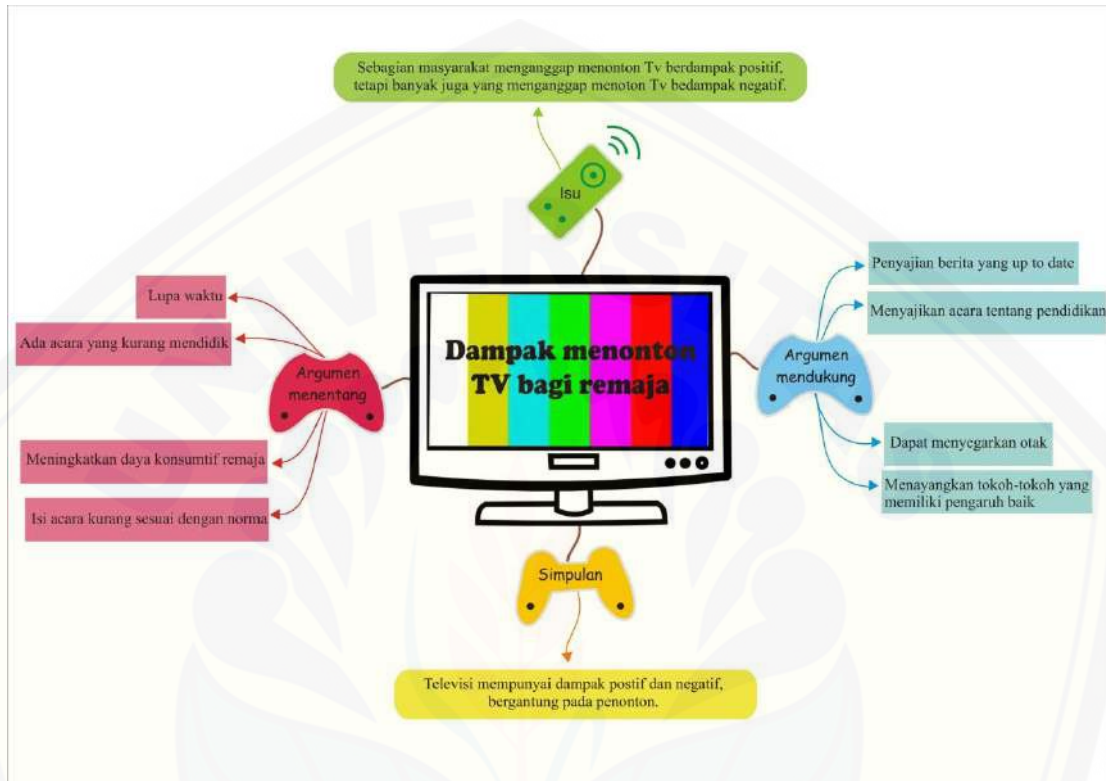 Sebagian masyarakat menganggap menonton Tv berdampak positif,
tetapi banyak juga yang menganggap menoton Tv bedampak negatif.
Isu
Lupa waktu
Ada acara yang kurang mendidik
Argumen
menentang
Meningkatkan daya konsumtif remaja
Isi acara kurang sesuai dengan norma
Dampak menonton
TV bagi remaja
Penyajian berita yang up to date
Menyajikan acara tentang pendidikan
Argumen
mendukung
Dapat menyegarkan otak
Menayangkan tokoh-tokoh yang
memiliki pengaruh baik
Simpulan
Televisi mempunyai dampak postif dan negatif,
bergantung pada penonton.